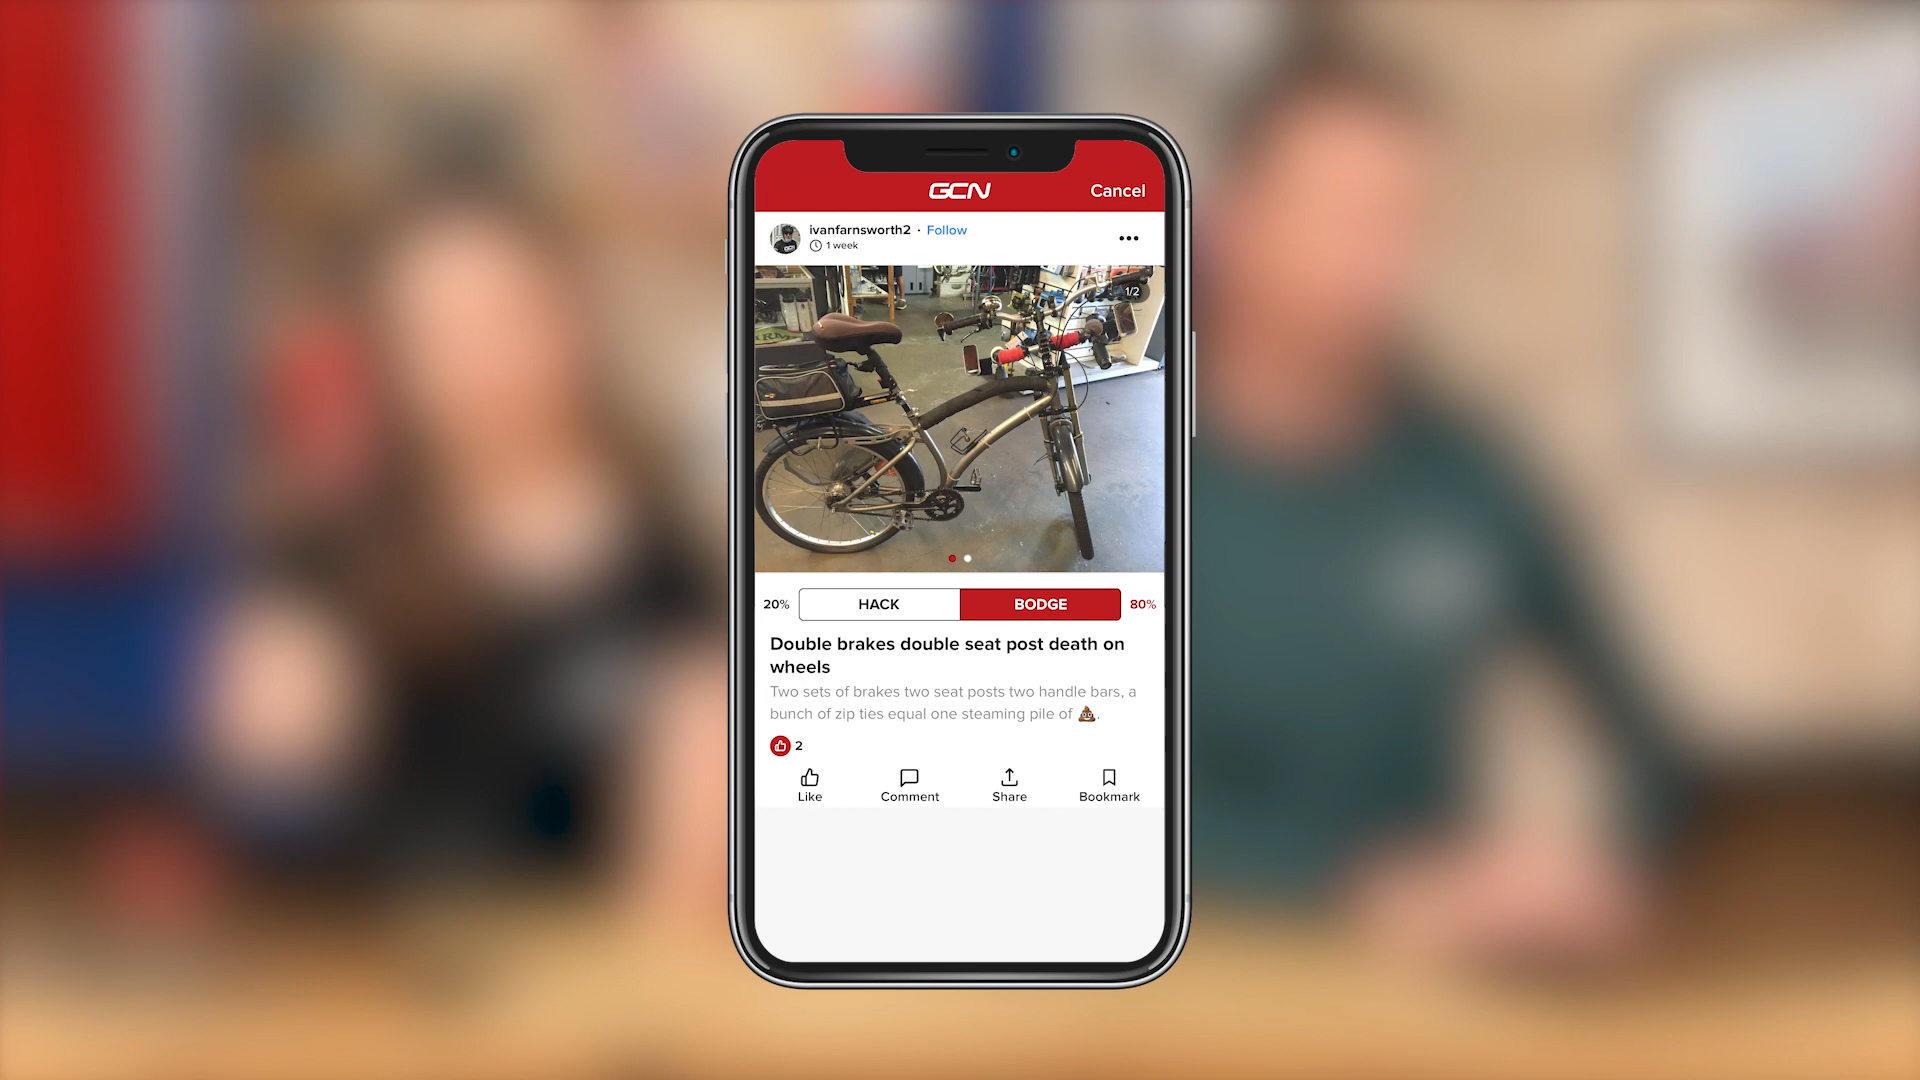 GCN
Cancel
ivanfarnsworth2 · Follow
1 week
1/2
20%
HACK
BODGE
80%
Double brakes double seat post death on
wheels
Two sets of brakes two seat posts two handle bars, a
bunch of zip ties equal one steaming pile of 💩.
2
Like
Comment
Share
Bookmark